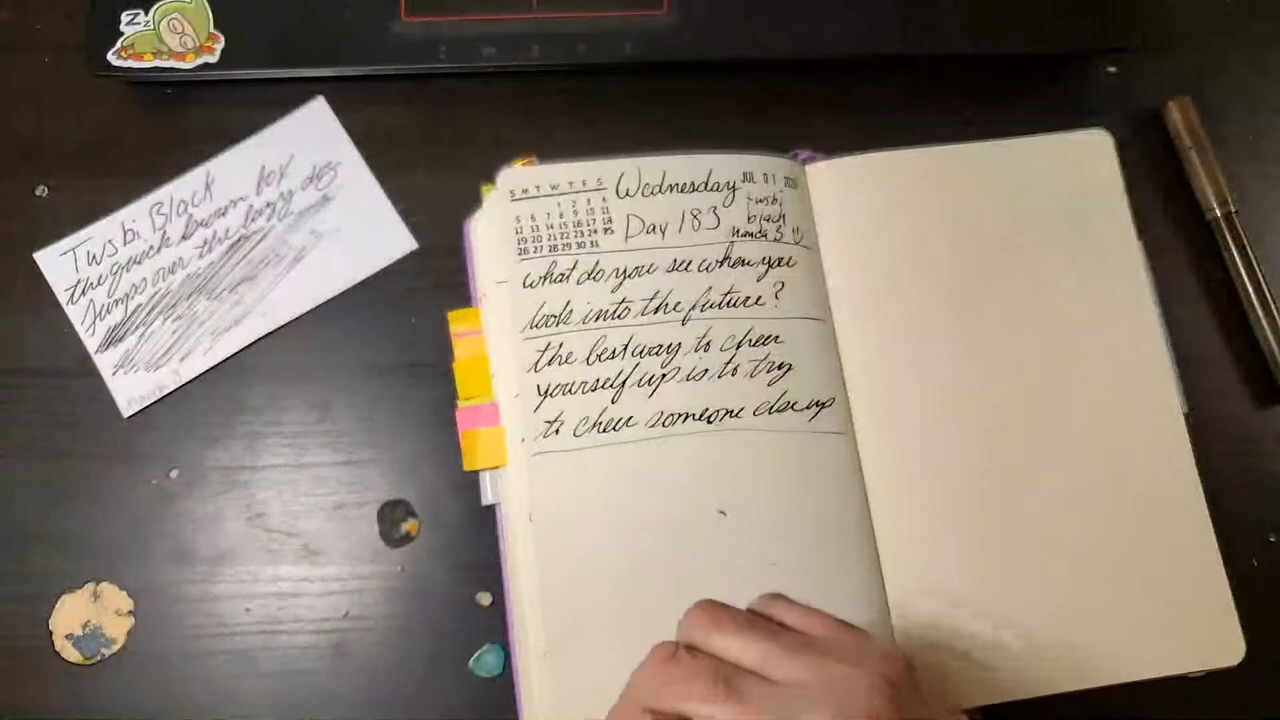 Zz
Twsbi Black
the quick brown fox
Jumps over the lazy dog
S M T W T F S
1 2 3 4
5 6 7 8 9 10 11
12 13 14 15 16 17 18
19 20 21 22 23 24 25
26 27 28 29 30 31
Wednesday
Day 183
JUL 01 2020
twsbi
black
what do you see when you
look into the future?
the best way to cheer
yourself up is to try
to cheer someone else up